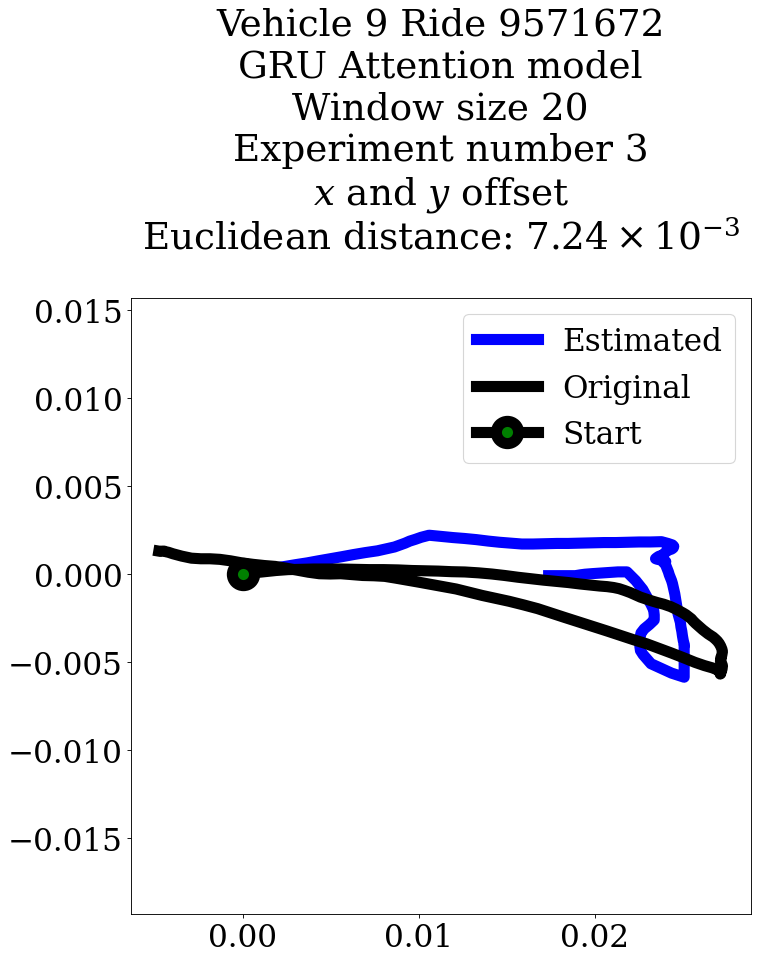 Vehicle 9 Ride 9571672
GRU Attention model
Window size 20
Experiment number 3
x and y offset
Euclidean distance: 7.24 × 10⁻³
Estimated
Original
Start
0.015
0.010
0.005
0.000
−0.005
−0.010
−0.015
0.00 0.01 0.02